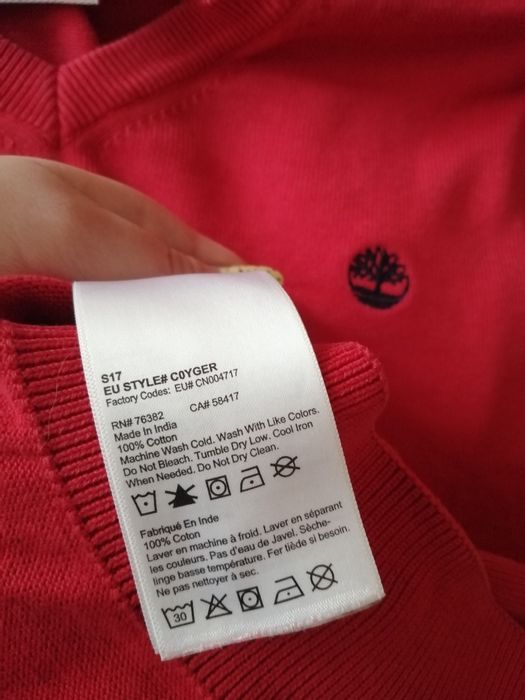 S17
EU STYLE# C0YGER
Factory Codes: EU# CN004717
RN# 76382 CA# 58417
Made In India
100% Cotton
Machine Wash Cold. Wash With Like Colors.
Do Not Bleach. Tumble Dry Low. Cool Iron
When Needed. Do Not Dry Clean.
Fabriqué En Inde
100% Coton
Laver en machine à froid. Laver en séparant
les couleurs. Pas d'eau de Javel. Sèche-
linge basse température. Fer liède si besoin.
Ne pas nettoyer à sec.
30